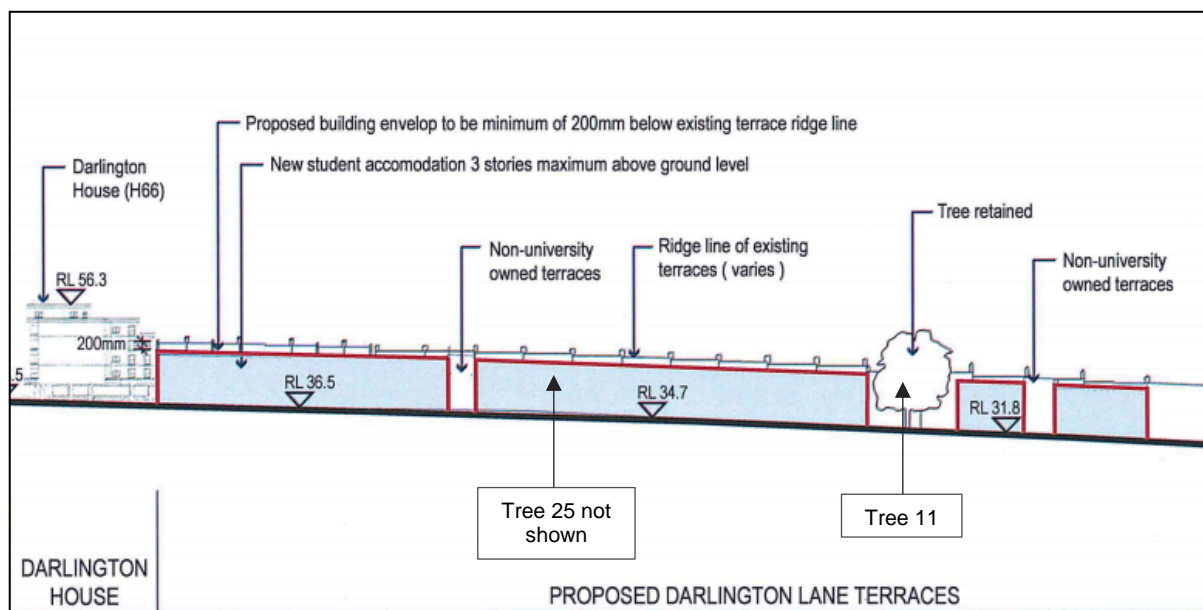 Proposed building envelop to be minimum of 200mm below existing terrace ridge line
New student accomodation 3 stories maximum above ground level
Darlington
House (H66)
Tree retained
Non-university
owned terraces
Ridge line of existing
terraces ( varies )
Non-university
owned terraces
RL 56.3
200mm
.5
RL 36.5
RL 34.7
RL 31.8
Tree 25 not
shown
Tree 11
DARLINGTON
HOUSE
PROPOSED DARLINGTON LANE TERRACES